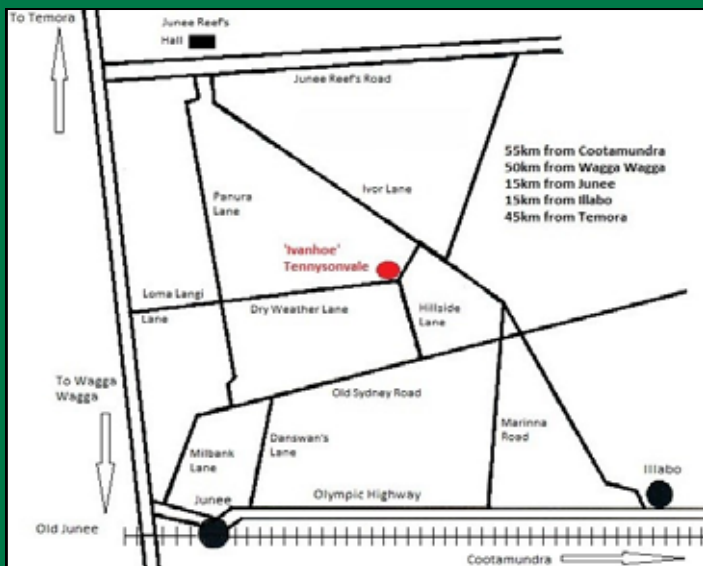 To Temora
Junee Reef's
Hall
Junee Reef's Road
55km from Cootamundra
50km from Wagga Wagga
15km from Junee
15km from Illabo
45km from Temora
Ivor Lane
Panura
Lane
'Ivanhoe'
Tennysonvale
Loma Langi
Lane
Dry Weather Lane
Hillside
Lane
To Wagga
Wagga
Old Sydney Road
Milbank
Lane
Danswan's
Lane
Marinna
Road
Illabo
Junee
Olympic Highway
Old Junee
Cootamundra